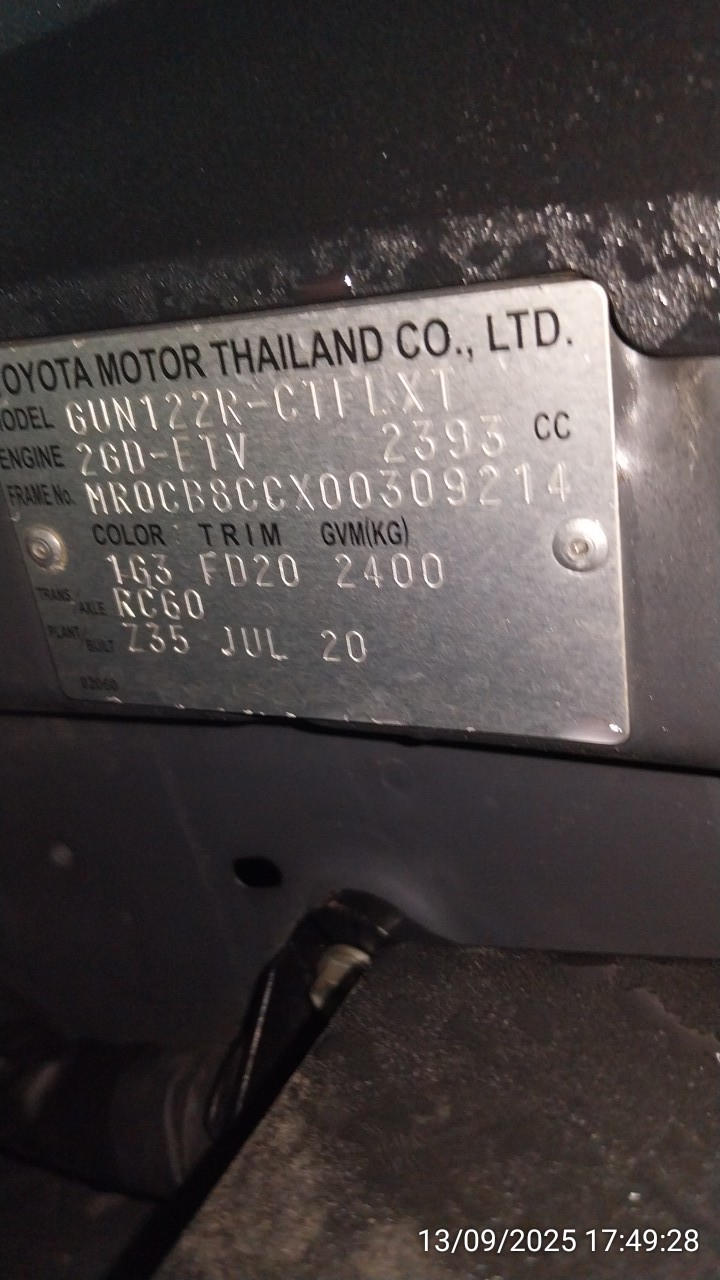 TOYOTA MOTOR THAILAND CO., LTD.
MODEL GUN122R-CTFLXT
ENGINE 2GD-FTV 2393 CC
FRAME No. MR0CB8CCX00309214
COLOR TRIM GVM(KG)
1G3 FD20 2400
TRANS/AXLE RC60
PLANT/BUILT Z35 JUL 20
02060
13/09/2025 17:49:28